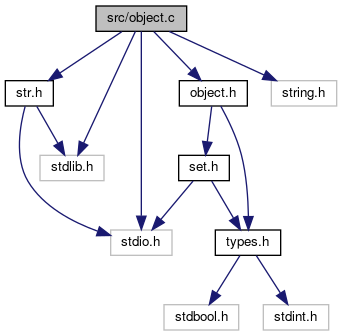 src/object.c
str.h
object.h
string.h
stdlib.h
set.h
stdio.h
types.h
stdbool.h
stdint.h